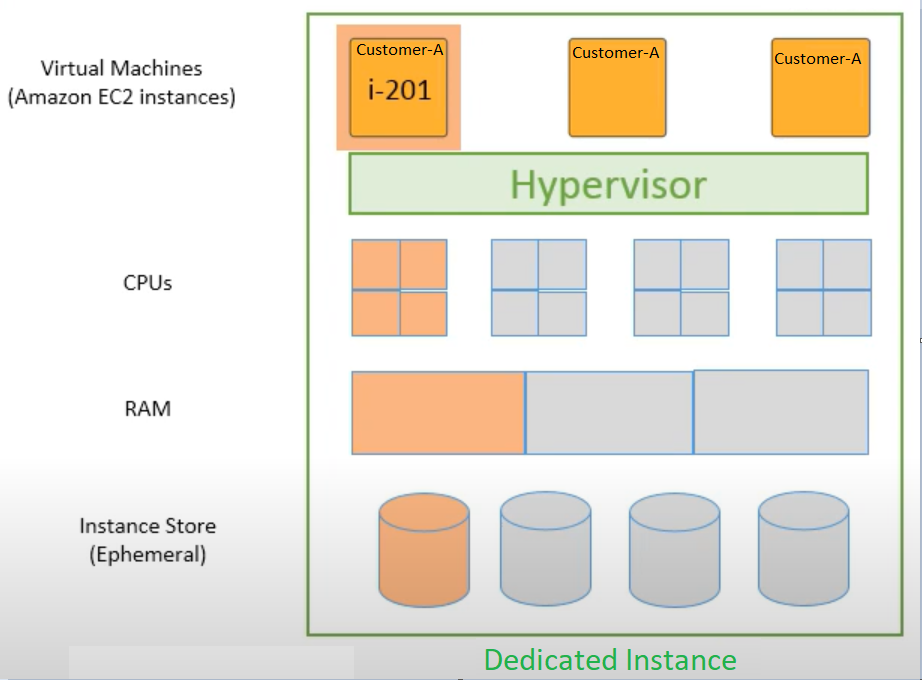 Virtual Machines
(Amazon EC2 instances)
Customer-A
i-201
Customer-A
Customer-A
Hypervisor
CPUs
RAM
Instance Store
(Ephemeral)
Dedicated Instance